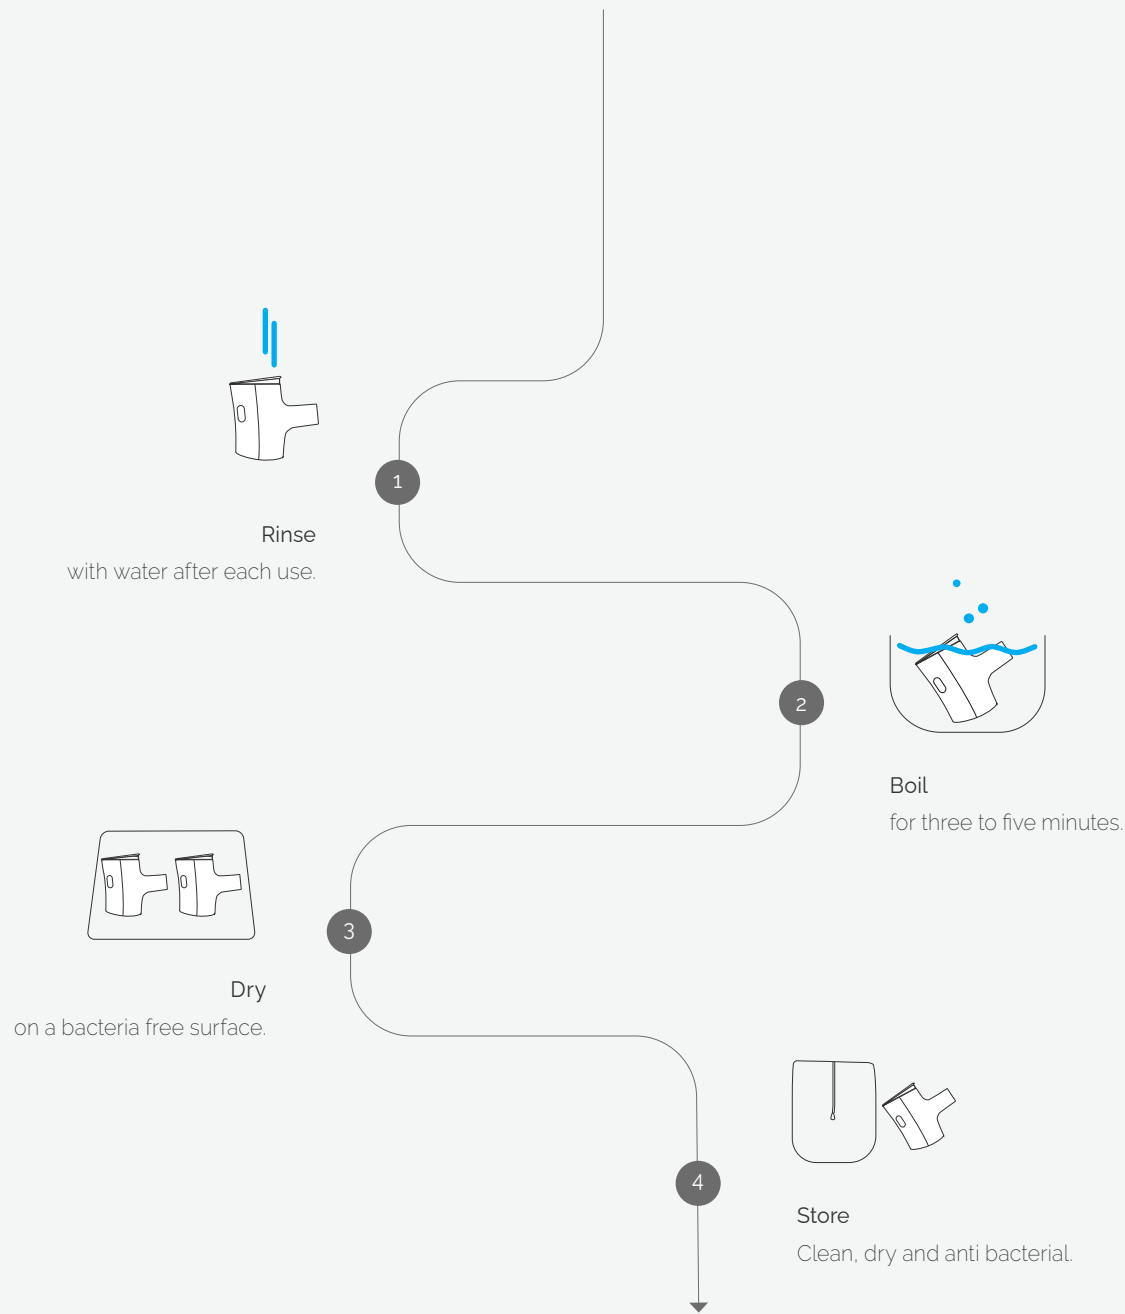 1
Rinse
with water after each use.
2
Boil
for three to five minutes.
3
Dry
on a bacteria free surface.
4
Store
Clean, dry and anti bacterial.